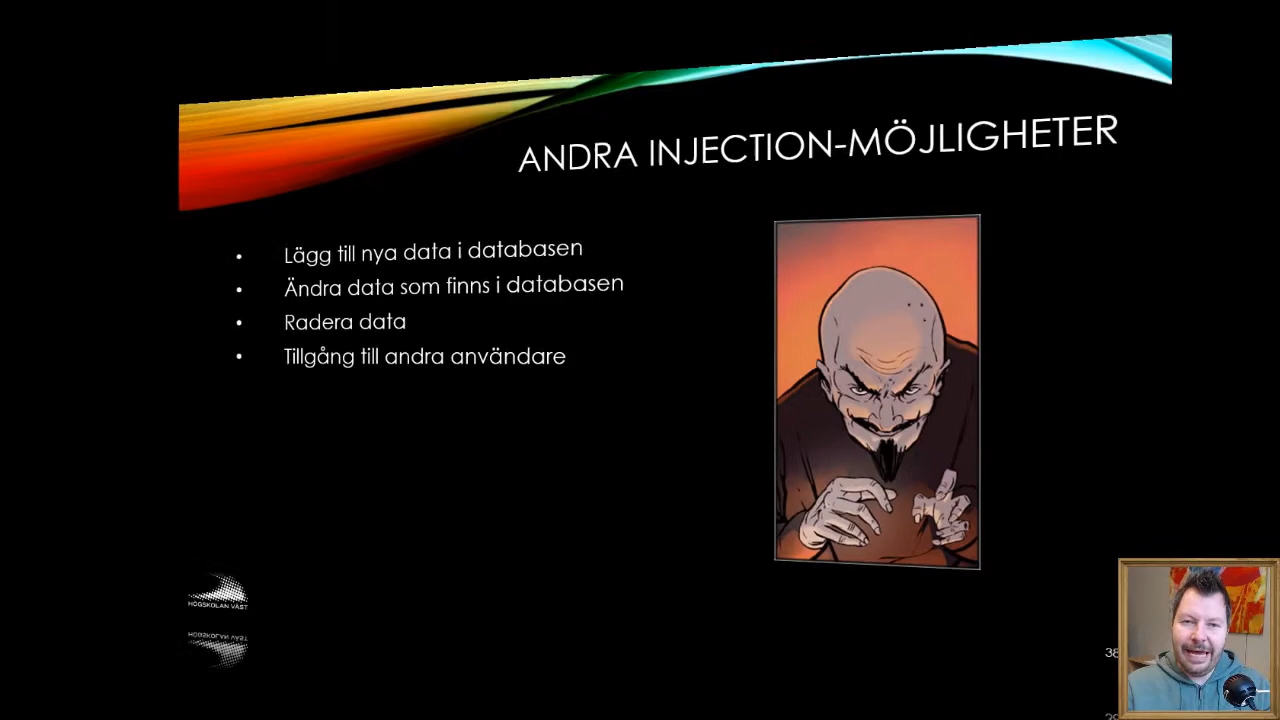 ANDRA INJECTION-MÖJLIGHETER
• Lägg till nya data i databasen
• Ändra data som finns i databasen
• Radera data
• Tillgång till andra användare
HÖGSKOLAN VÄST
38